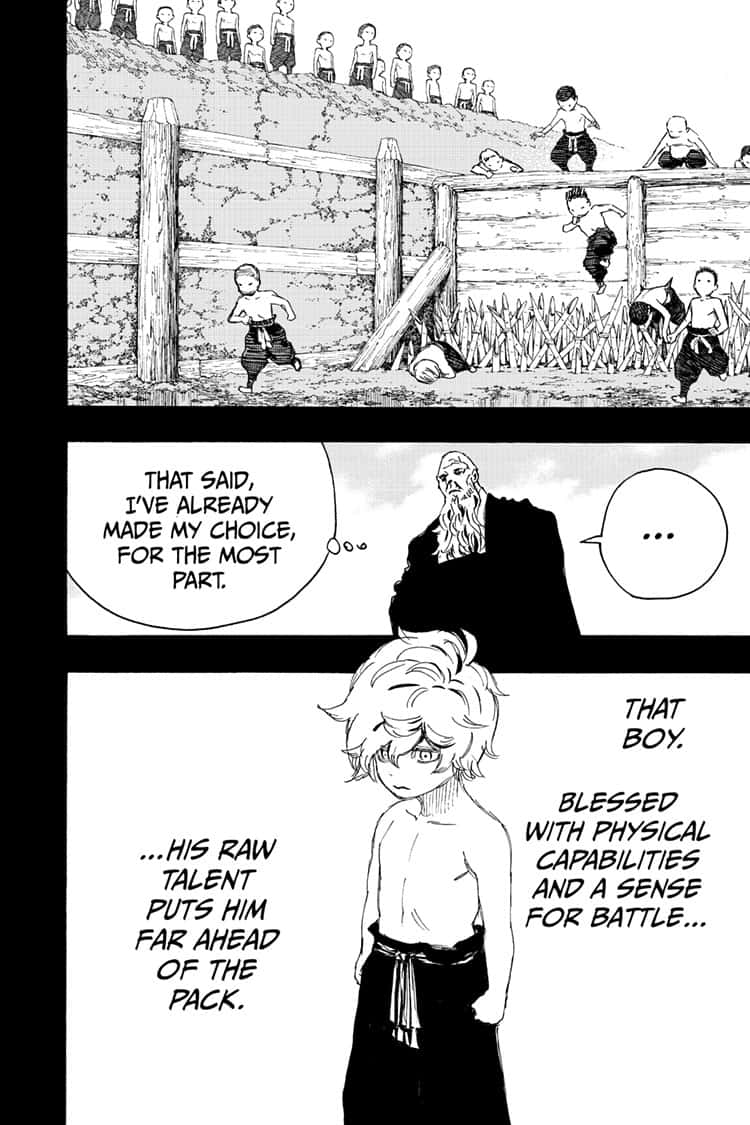 ...
THAT SAID,
I'VE ALREADY
MADE MY CHOICE,
FOR THE MOST
PART.
THAT
BOY.
BLESSED
WITH PHYSICAL
CAPABILITIES
AND A SENSE
FOR BATTLE...
...HIS RAW
TALENT
PUTS HIM
FAR AHEAD
OF THE
PACK.